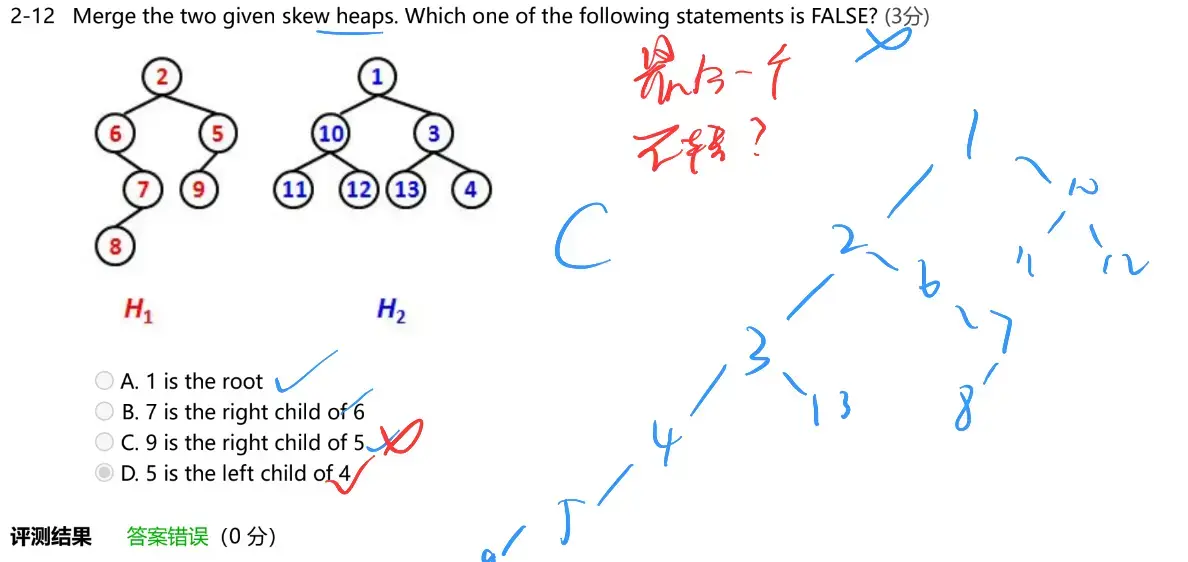 2-12 Merge the two given skew heaps. Which one of the following statements is FALSE? (3分)
最后一个
不转?
2
6
5
7
9
8
H1
1
10
3
11
12
13
4
H2
C
1
2
10
6
11
12
3
7
13
8
4
5
9
A. 1 is the root
B. 7 is the right child of 6
C. 9 is the right child of 5
D. 5 is the left child of 4
评测结果 答案错误 (0 分)